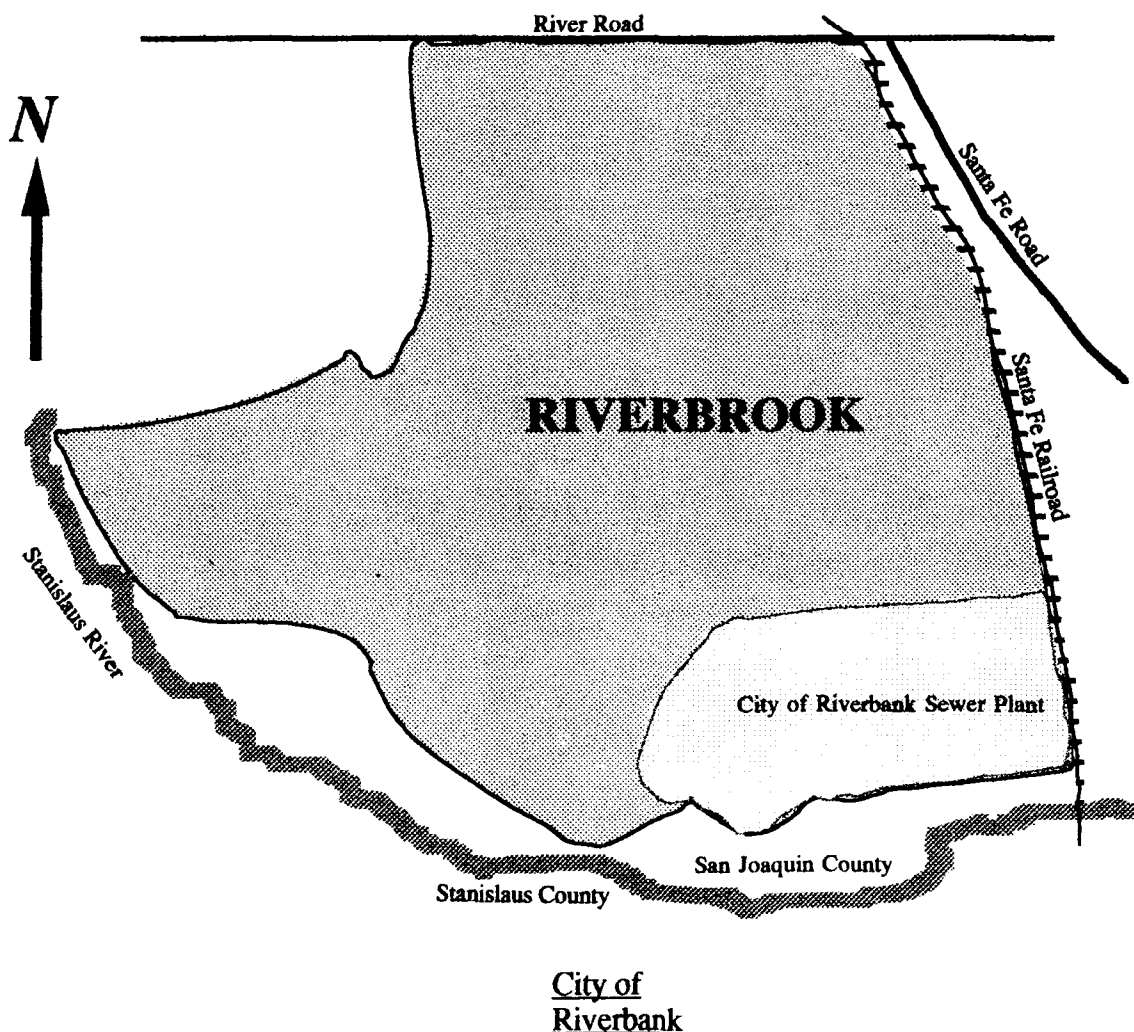 River Road
N
Santa Fe Road
RIVERBROOK
Santa Fe Railroad
Stanislaus River
City of Riverbank Sewer Plant
San Joaquin County
Stanislaus County
City of
Riverbank